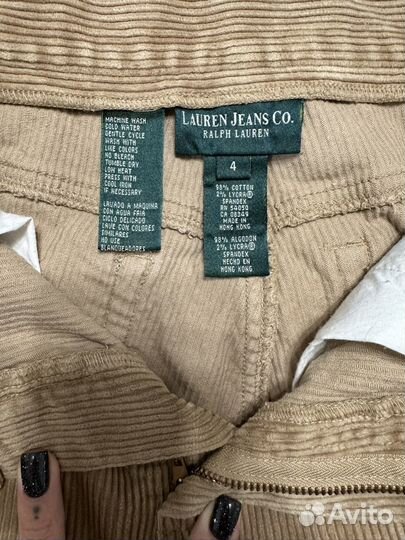 MACHINE WASH
COLD WATER
GENTLE CYCLE
WASH WITH
LIKE COLORS
NO BLEACH
TUMBLE DRY
LOW HEAT
PRESS WITH
COOL IRON
IF NECESSARY
LAVADO A MAQUINA
CON AGUA FRIA
CICLO DELICADO
LAVE CON COLORES
SIMILARES
NO USE
BLANQUEADORES
LAUREN JEANS CO.
RALPH LAUREN
4
98% COTTON
2% LYCRA®
SPANDEX
RN 54050
CA 08349
MADE IN
HONG KONG
98% ALGODON
2% LYCRA®
SPANDEX
HECHO EN
HONG KONG
Avito